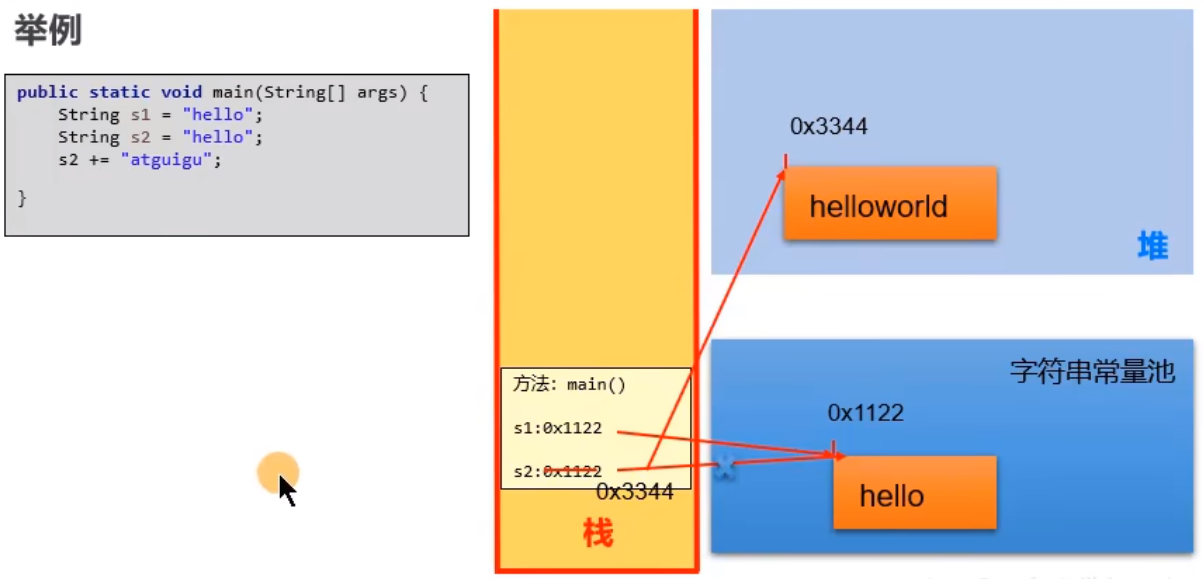 举例
public static void main(String[] args) {
String s1 = "hello";
String s2 = "hello";
s2 += "atguigu";
}
0x3344
helloworld
堆
方法: main()
s1:0x1122
s2:0x1122
0x3344
栈
字符串常量池
0x1122
hello